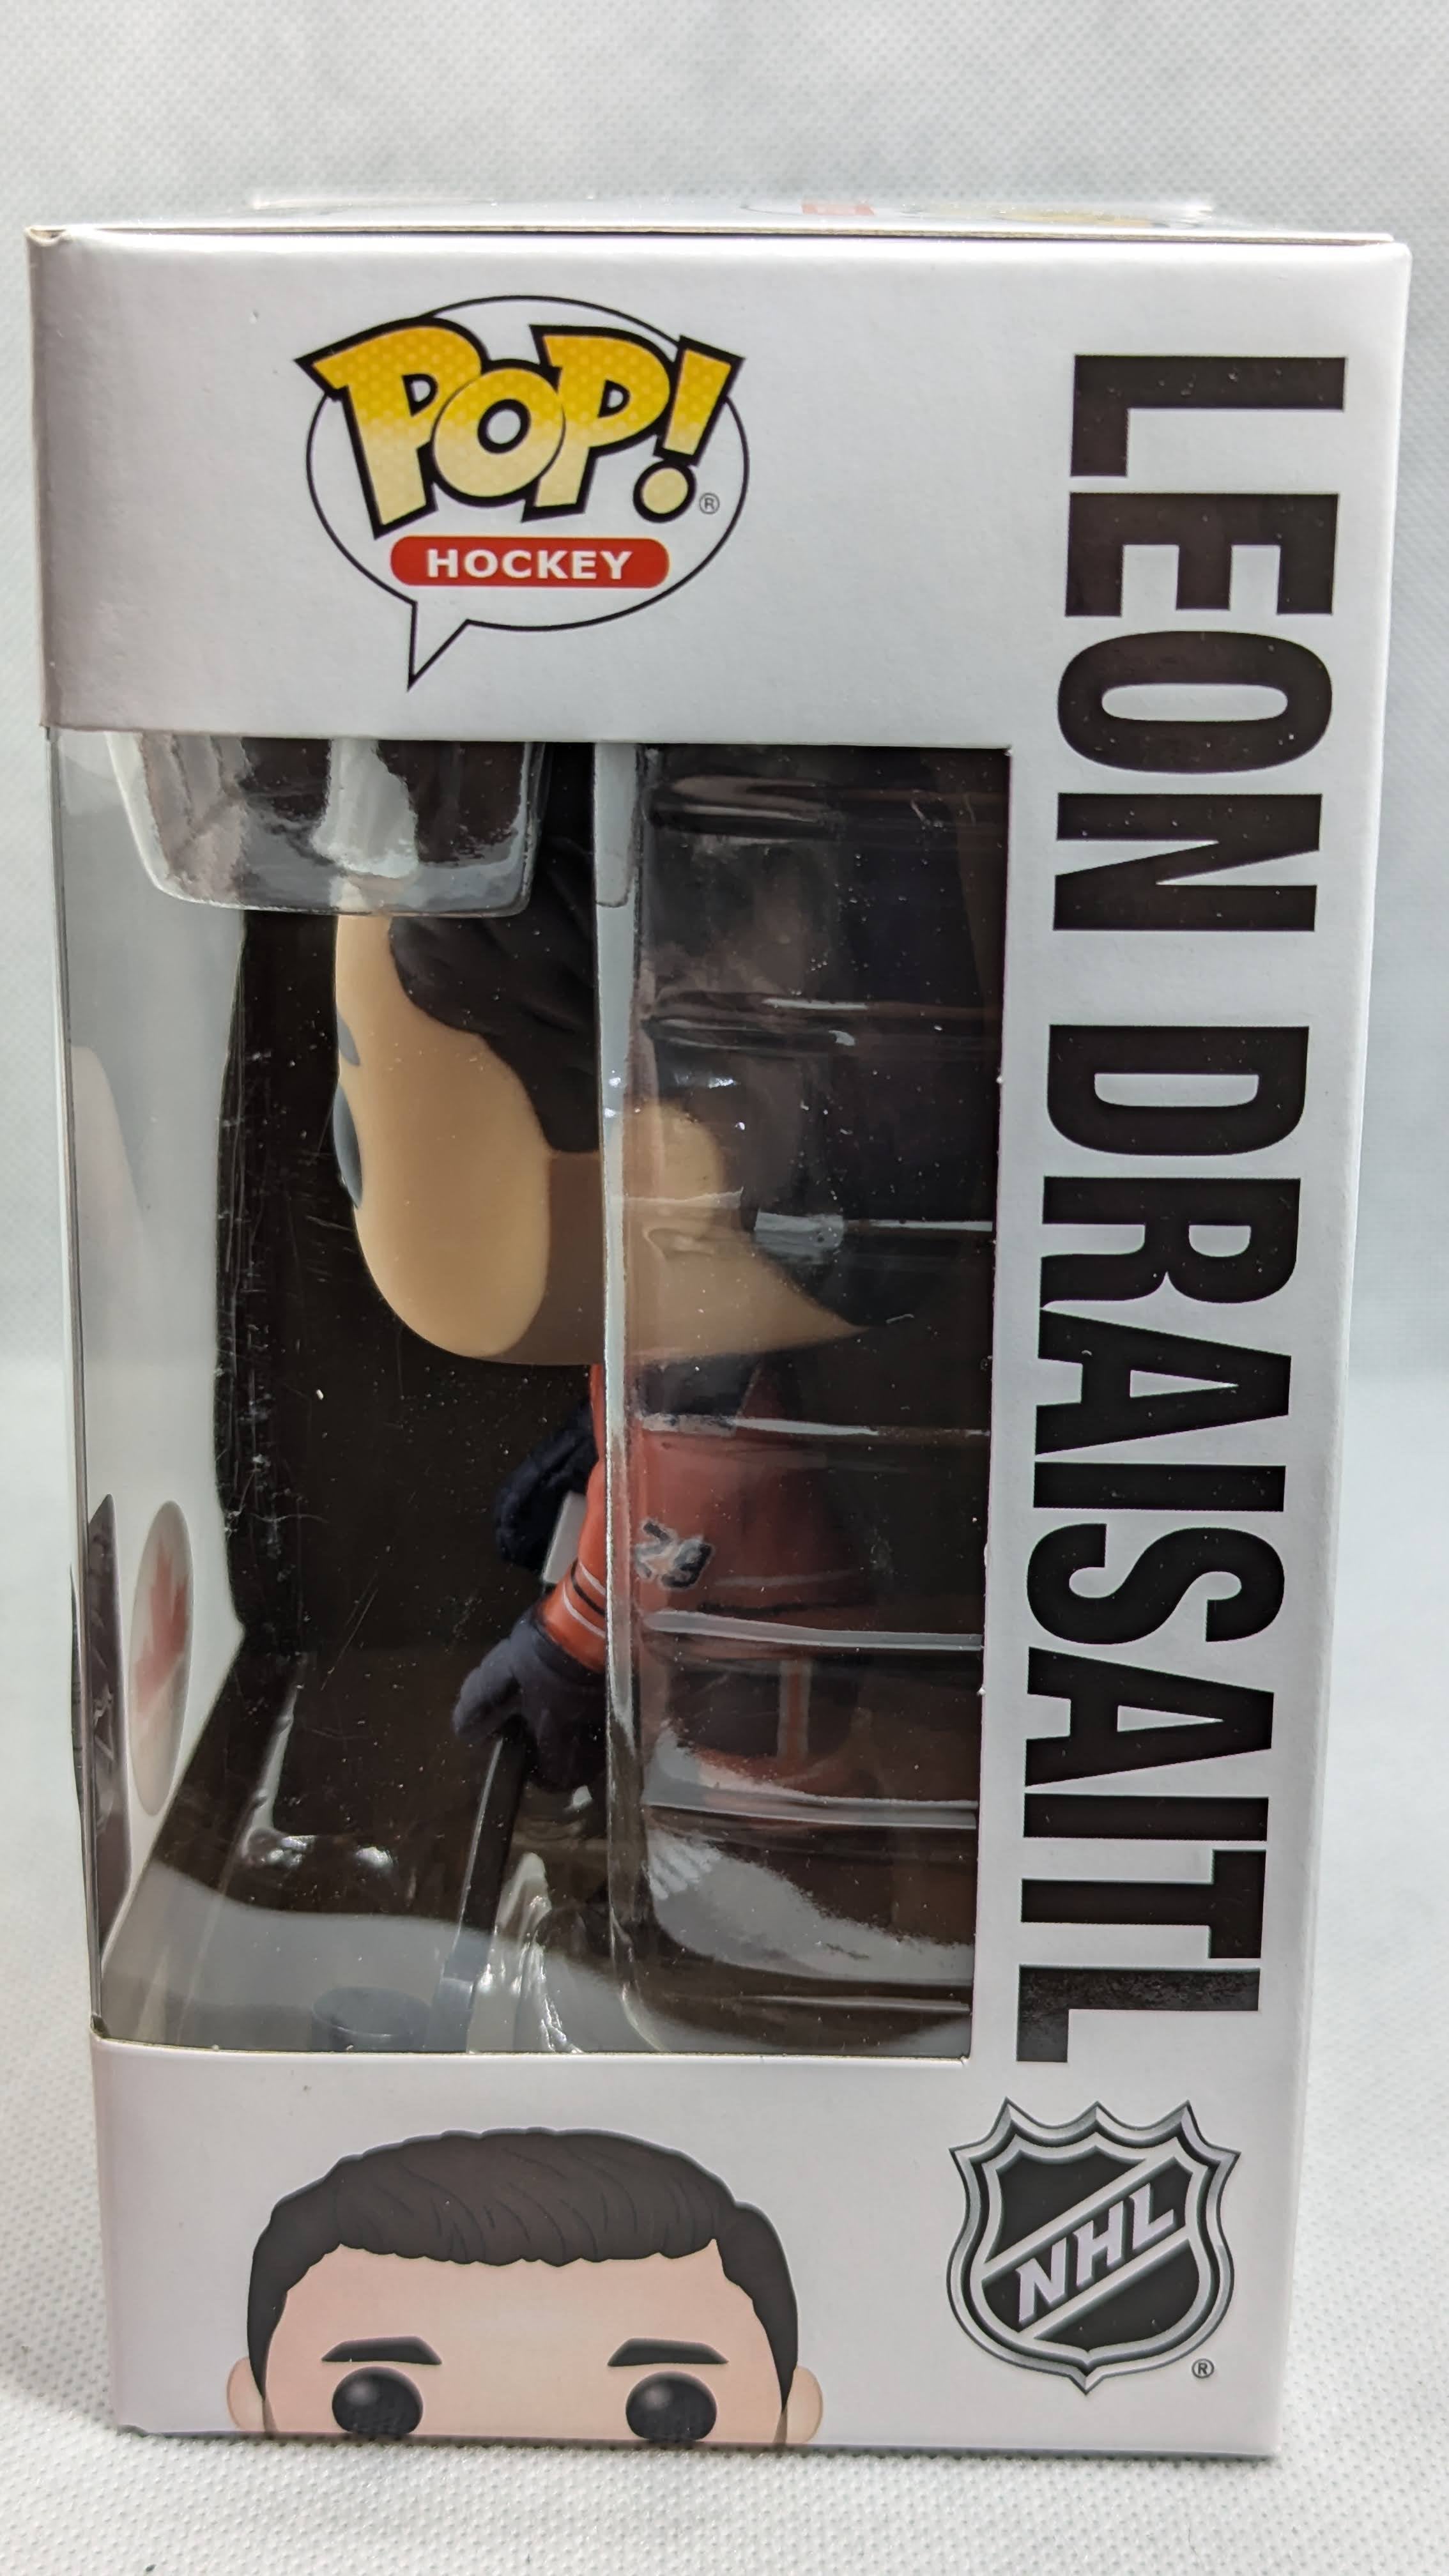 POP! ®
HOCKEY
LEON DRAISAITL
NHL ®